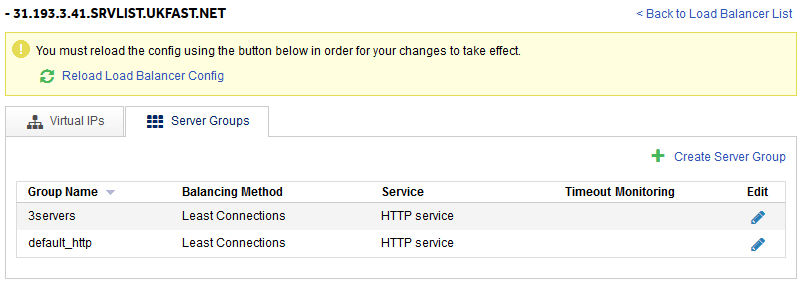 - 31.193.3.41.SRVLIST.UKFAST.NET
< Back to Load Balancer List
You must reload the config using the button below in order for your changes to take effect.
Reload Load Balancer Config
Virtual IPs
Server Groups
Create Server Group
Group Name Balancing Method Service Timeout Monitoring Edit
3servers Least Connections HTTP service
default_http Least Connections HTTP service